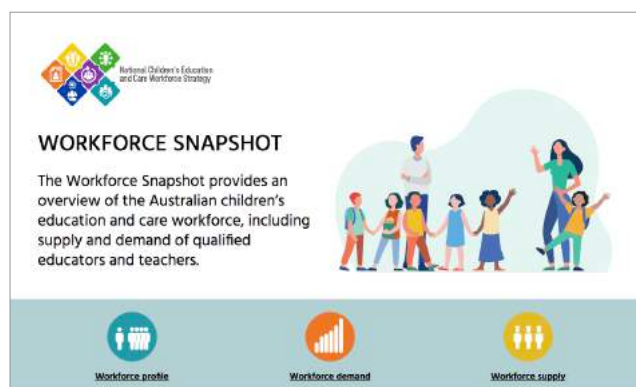 National Children's Education
and Care Workforce Strategy
WORKFORCE SNAPSHOT
The Workforce Snapshot provides an
overview of the Australian children's
education and care workforce, including
supply and demand of qualified
educators and teachers.
Workforce profile
Workforce demand
Workforce supply